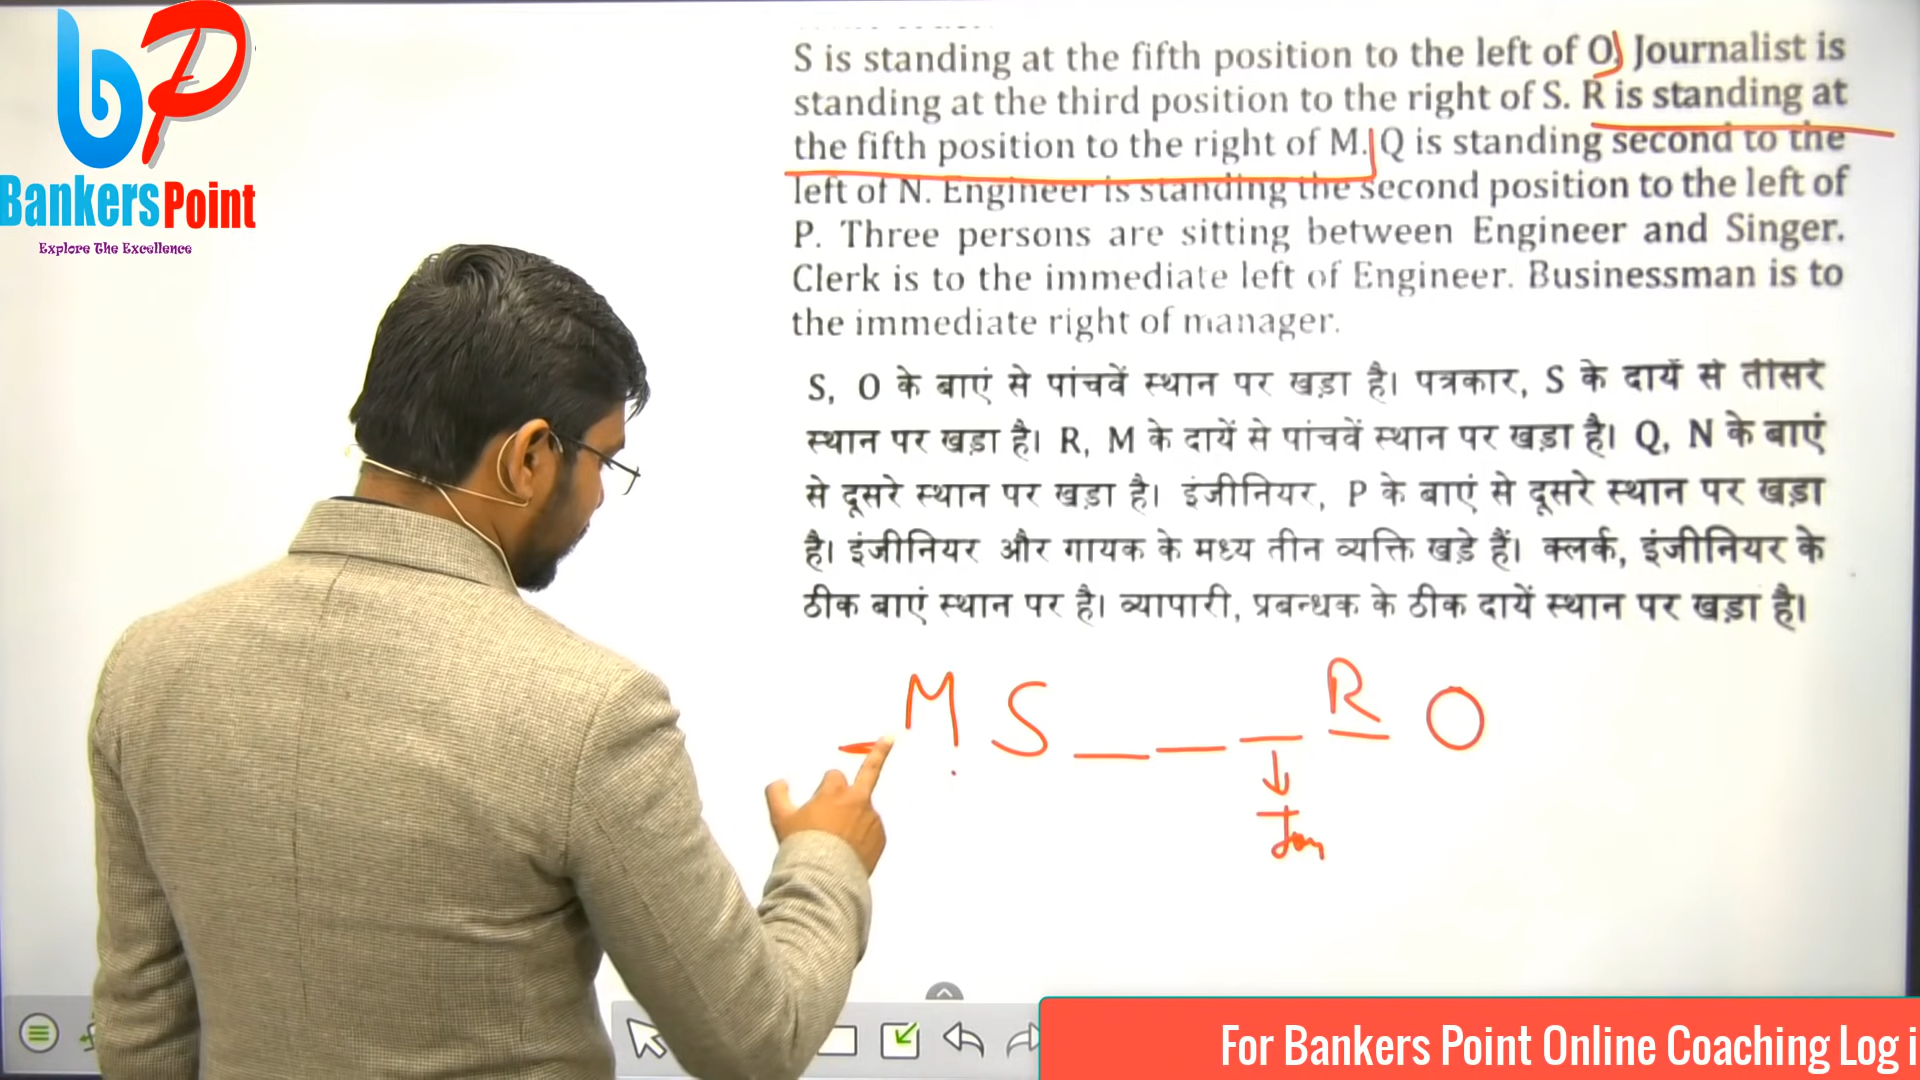 bp
Bankers Point
Explore The Excellence
S is standing at the fifth position to the left of O. Journalist is
standing at the third position to the right of S. R is standing at
the fifth position to the right of M. Q is standing second to the
left of N. Engineer is standing the second position to the left of
P. Three persons are sitting between Engineer and Singer.
Clerk is to the immediate left of Engineer. Businessman is to
the immediate right of manager.
S, O के बाएं से पांचवें स्थान पर खड़ा है। पत्रकार, S के दायें से तीसरे
स्थान पर खड़ा है। R, M के दायें से पांचवें स्थान पर खड़ा है। Q, N के बाएं
से दूसरे स्थान पर खड़ा है। इंजीनियर, P के बाएं से दूसरे स्थान पर खड़ा
है। इंजीनियर और गायक के मध्य तीन व्यक्ति खड़े हैं। क्लर्क, इंजीनियर के
ठीक बाएं स्थान पर है। व्यापारी, प्रबन्धक के ठीक दायें स्थान पर खड़ा है।
M S R O
For Bankers Point Online Coaching Log i